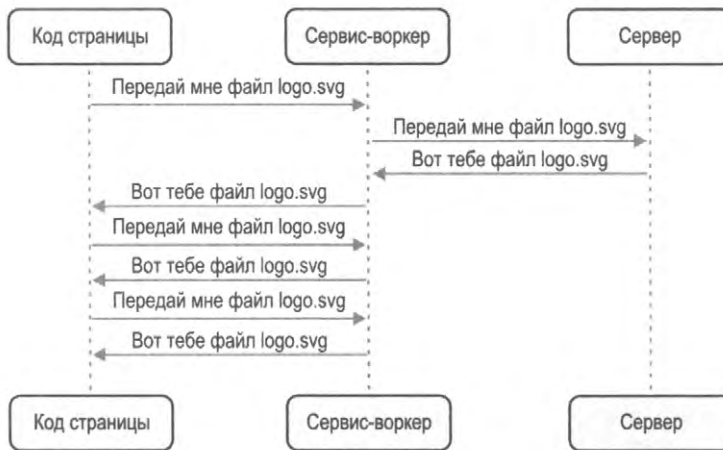 Код страницы
Сервис-воркер
Сервер
Передай мне файл logo.svg
Передай мне файл logo.svg
Вот тебе файл logo.svg
Вот тебе файл logo.svg
Передай мне файл logo.svg
Вот тебе файл logo.svg
Передай мне файл logo.svg
Вот тебе файл logo.svg
Код страницы
Сервис-воркер
Сервер